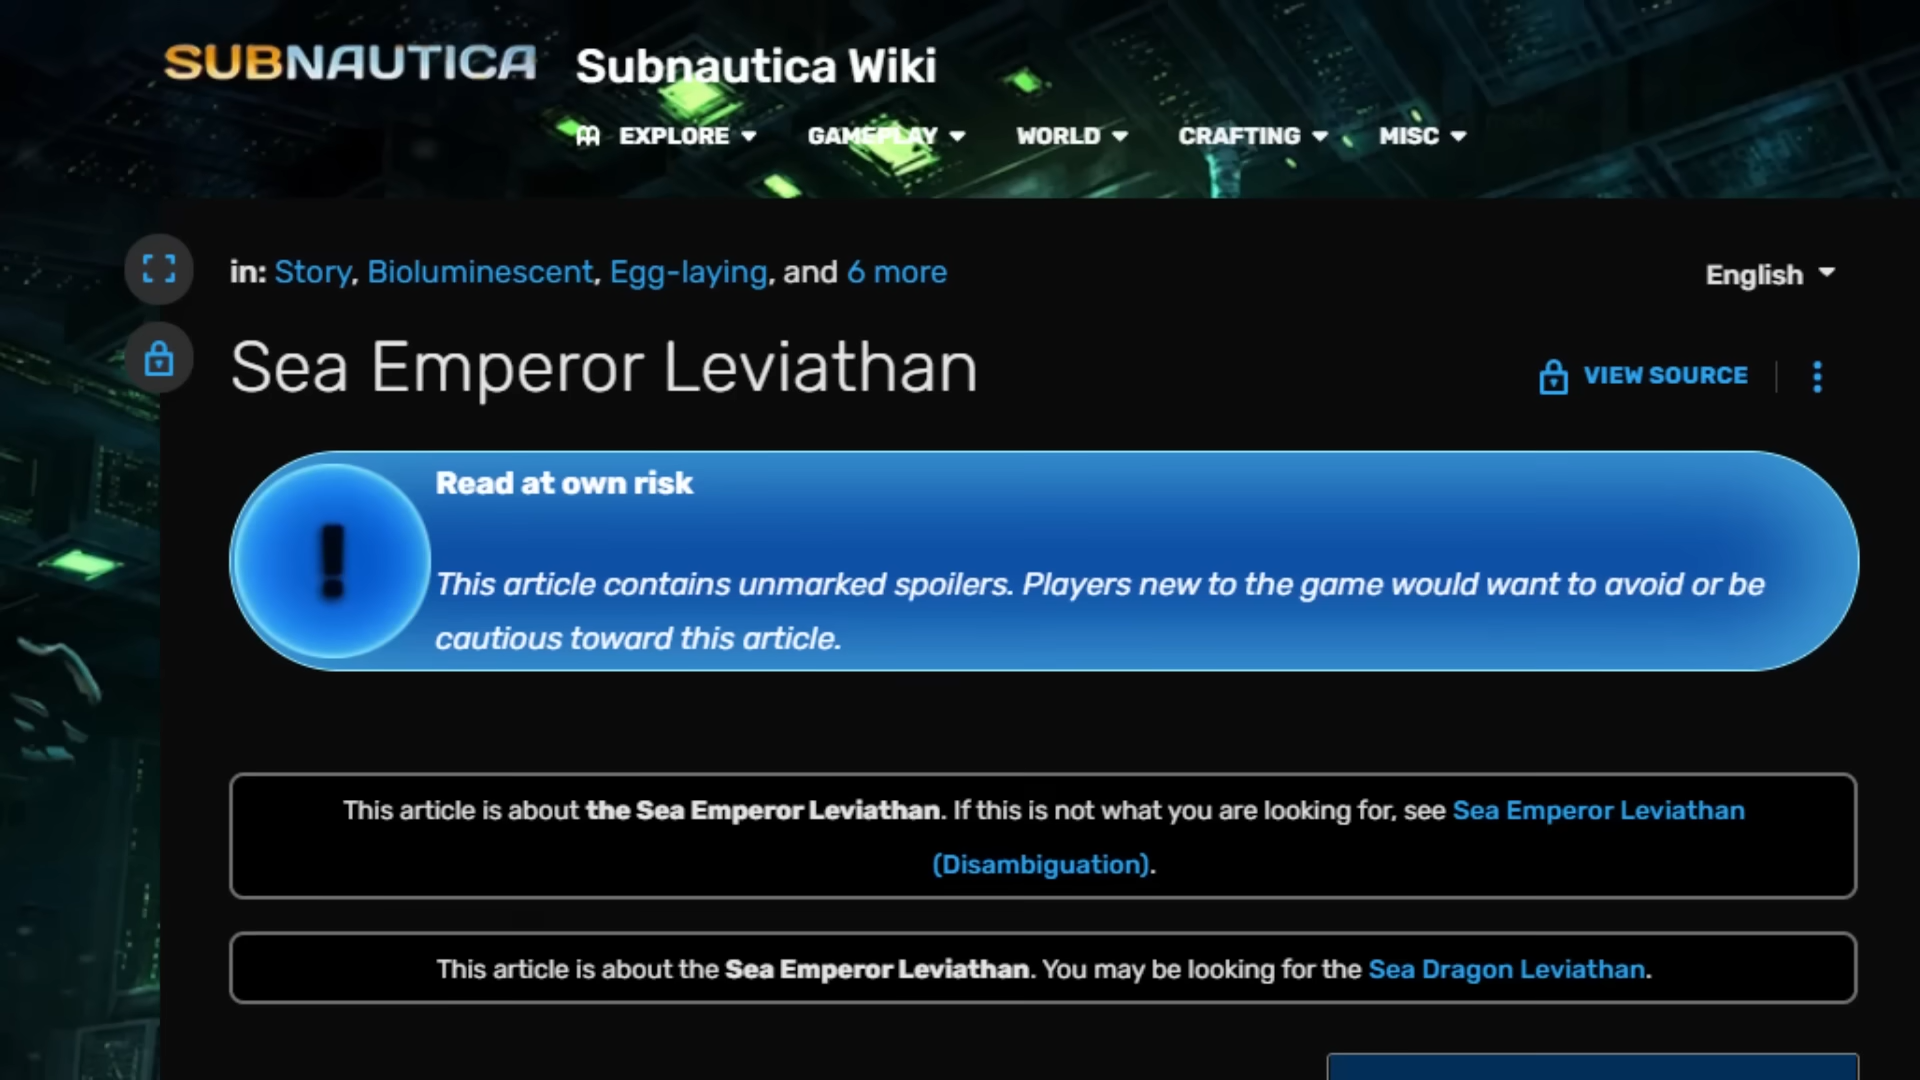 SUBNAUTICA
Subnautica Wiki
EXPLORE GAMEPLAY WORLD CRAFTING MISC
in: Story, Bioluminescent, Egg-laying, and 6 more
English
Sea Emperor Leviathan
VIEW SOURCE
!
Read at own risk
This article contains unmarked spoilers. Players new to the game would want to avoid or be
cautious toward this article.
This article is about the Sea Emperor Leviathan. If this is not what you are looking for, see Sea Emperor Leviathan
(Disambiguation).
This article is about the Sea Emperor Leviathan. You may be looking for the Sea Dragon Leviathan.